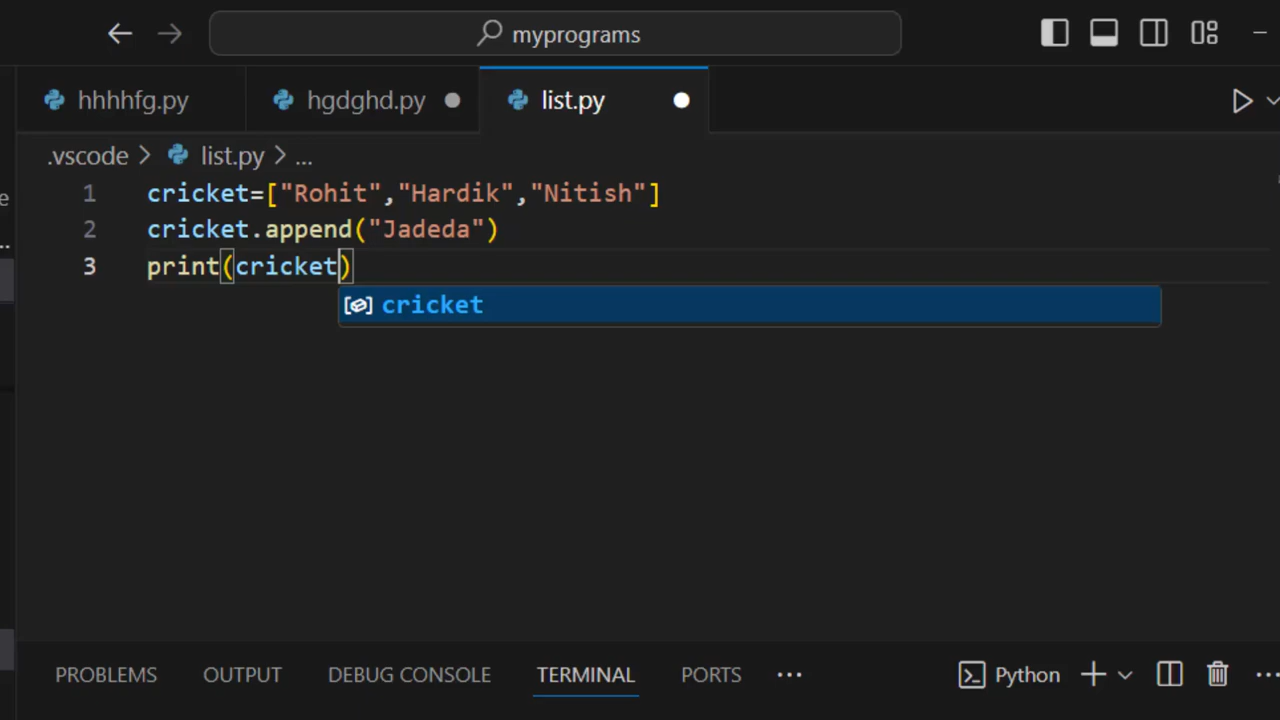 myprograms
hhhhfg.py hgdghd.py list.py
.vscode > list.py > ...
1 cricket=["Rohit","Hardik","Nitish"]
2 cricket.append("Jadeda")
3 print(cricket)
cricket
PROBLEMS OUTPUT DEBUG CONSOLE TERMINAL PORTS ... Python